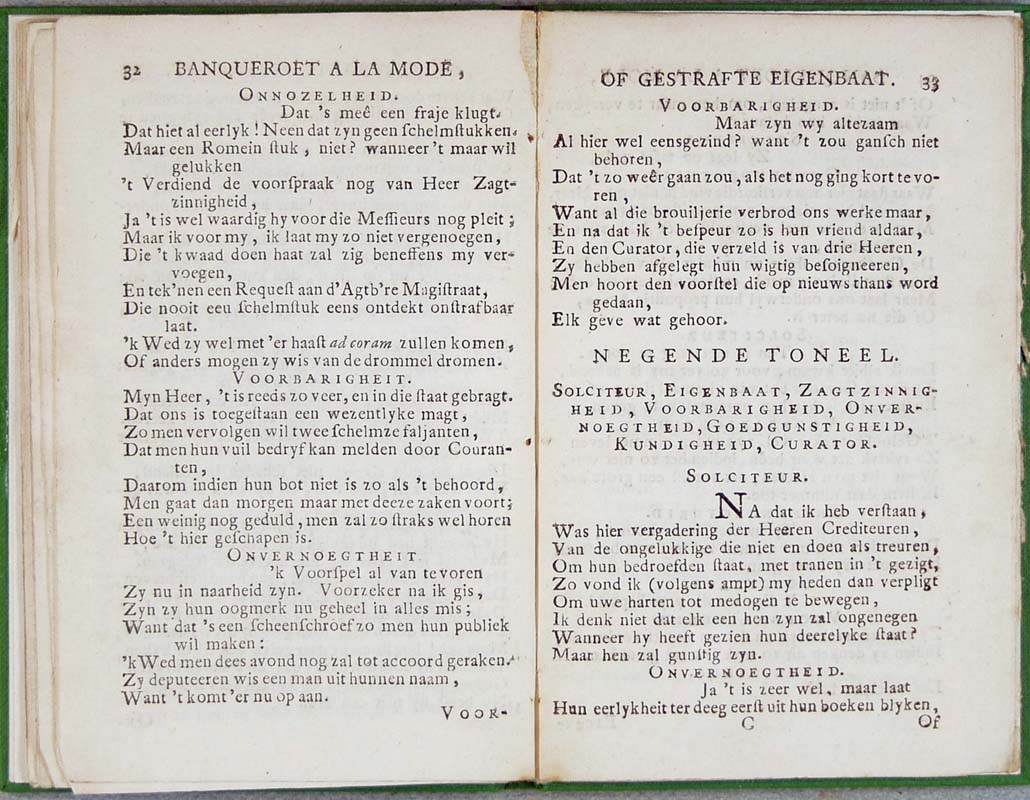 32 BANQUEROET A LA MODE,
ONNOZELHEID.
Dat 's meê een fraje klugt.
Dat hiet al eerlyk! Neen dat zyn geen ſchelmſtukken.
Maar een Romein ſtuk, niet? wanneer 't maar wil
gelukken
't Verdiend de voorſpraak nog van Heer Zagt-
zinnigheid,
Ja 't is wel waardig hy voor die Meſſieurs nog pleit;
Maar ik voor my, ik laat my zo niet vergenoegen,
Die 't kwaad doen haat zal zig beneffens my ver-
voegen,
En tek'nen een Requeſt aan d'Agtb're Magiſtraat,
Die nooit een ſchelmſtuk eens ontdekt onſtrafbaar
laat.
'k Wed zy wel met 'er haaſt ad coram zullen komen,
Of anders mogen zy wis van de drommel dromen.
VOORBARIGHEIT.
Myn Heer, 't is reeds zo veer, en in die ſtaat gebragt.
Dat ons is toegeſtaan een wezentlyke magt,
Zo men vervolgen wil twee ſchelmze faljanten,
Dat men hun vuil bedryf kan melden door Couran-
ten,
Daarom indien hun bot niet is zo als 't behoord,
Men gaat dan morgen maar met deeze zaken voort;
Een weinig nog geduld, men zal zo ſtraks wel horen
Hoe 't hier geſchapen is.
ONVERNOEGTHEIT.
'k Voorſpel al van te voren
Zy nu in naarheid zyn. Voorzeker na ik gis,
Zyn zy hun oogmerk nu geheel in alles mis;
Want dat 's een ſcheenſchroef zo men hun publiek
wil maken:
'k Wed men dees avond nog zal tot accoord geraken.
Zy deputeeren wis een man uit hunnen naam,
Want 't komt 'er nu op aan.
VOOR-
OF GESTRAFTE EIGENBAAT. 33
VOORBARIGHEID.
Maar zyn wy altezaam
Al hier wel eensgezind? want 't zou ganſch niet
behoren,
Dat 't zo weêr gaan zou, als het nog ging kort te vo-
ren,
Want al die brouiljerie verbrod ons werke maar,
En na dat ik 't beſpeur zo is hun vriend aldaar,
En den Curator, die verzeld is van drie Heeren,
Zy hebben afgelegt hun wigtig beſoigneeren,
Men hoort den voorſtel die op nieuws thans word
gedaan,
Elk geve wat gehoor.
NEGENDE TONEEL.
SOLCITEUR, EIGENBAAT, ZAGTZINNIG-
HEID, VOORBARIGHEID, ONVER-
NOEGTHEID, GOEDGUNSTIGHEID,
KUNDIGHEID, CURATOR.
SOLCITEUR.
NA dat ik heb verſtaan,
Was hier vergadering der Heeren Crediteuren,
Van de ongelukkige die niet en doen als treuren,
Om hun bedroefden ſtaat, met tranen in 't gezigt,
Zo vond ik (volgens ampt) my heden dan verpligt
Om uwe harten tot medogen te bewegen,
Ik denk niet dat elk een hen zyn zal ongenegen
Wanneer hy heeft gezien hun deerelyke ſtaat?
Maar hen zal gunſtig zyn.
ONVERNOEGTHEID.
Ja 't is zeer wel, maar laat
Hun eerlykheit ter deeg eerſt uit hun boeken blyken,
C Of